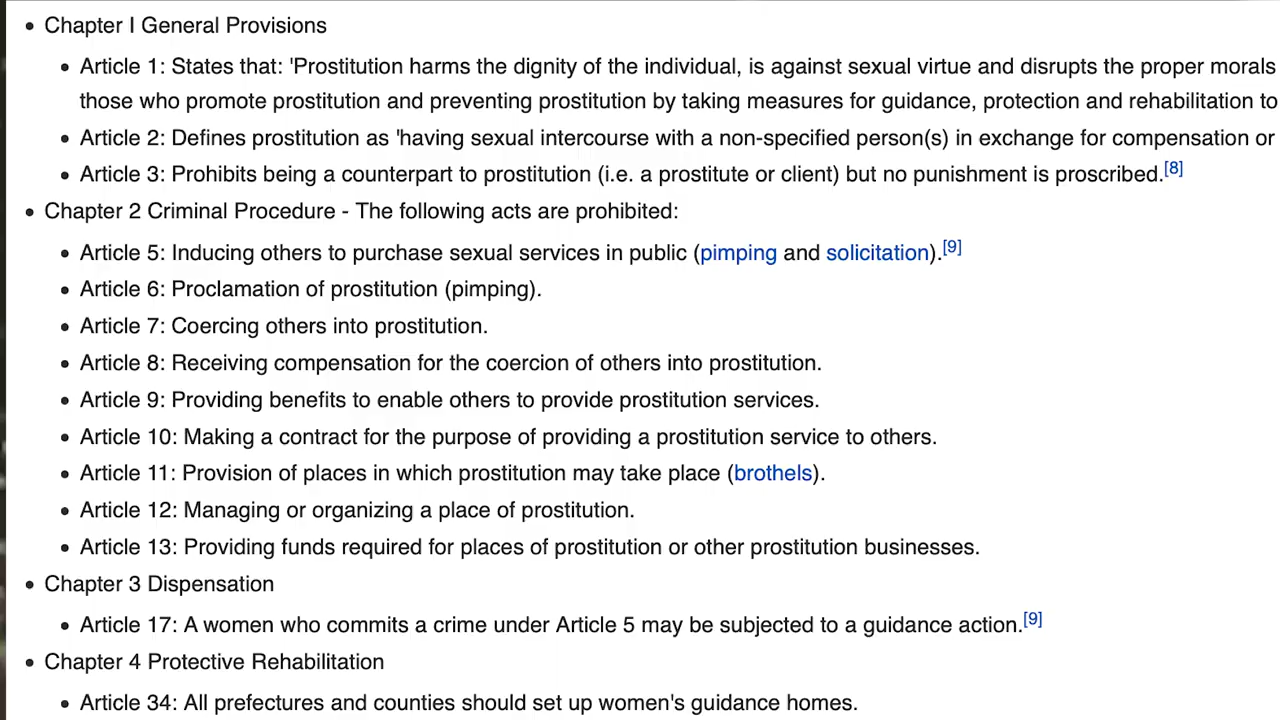 Chapter I General Provisions
Article 1: States that: 'Prostitution harms the dignity of the individual, is against sexual virtue and disrupts the proper morals
those who promote prostitution and preventing prostitution by taking measures for guidance, protection and rehabilitation to
Article 2: Defines prostitution as 'having sexual intercourse with a non-specified person(s) in exchange for compensation or
Article 3: Prohibits being a counterpart to prostitution (i.e. a prostitute or client) but no punishment is proscribed.[8]
Chapter 2 Criminal Procedure - The following acts are prohibited:
Article 5: Inducing others to purchase sexual services in public (pimping and solicitation).[9]
Article 6: Proclamation of prostitution (pimping).
Article 7: Coercing others into prostitution.
Article 8: Receiving compensation for the coercion of others into prostitution.
Article 9: Providing benefits to enable others to provide prostitution services.
Article 10: Making a contract for the purpose of providing a prostitution service to others.
Article 11: Provision of places in which prostitution may take place (brothels).
Article 12: Managing or organizing a place of prostitution.
Article 13: Providing funds required for places of prostitution or other prostitution businesses.
Chapter 3 Dispensation
Article 17: A women who commits a crime under Article 5 may be subjected to a guidance action.[9]
Chapter 4 Protective Rehabilitation
Article 34: All prefectures and counties should set up women's guidance homes.